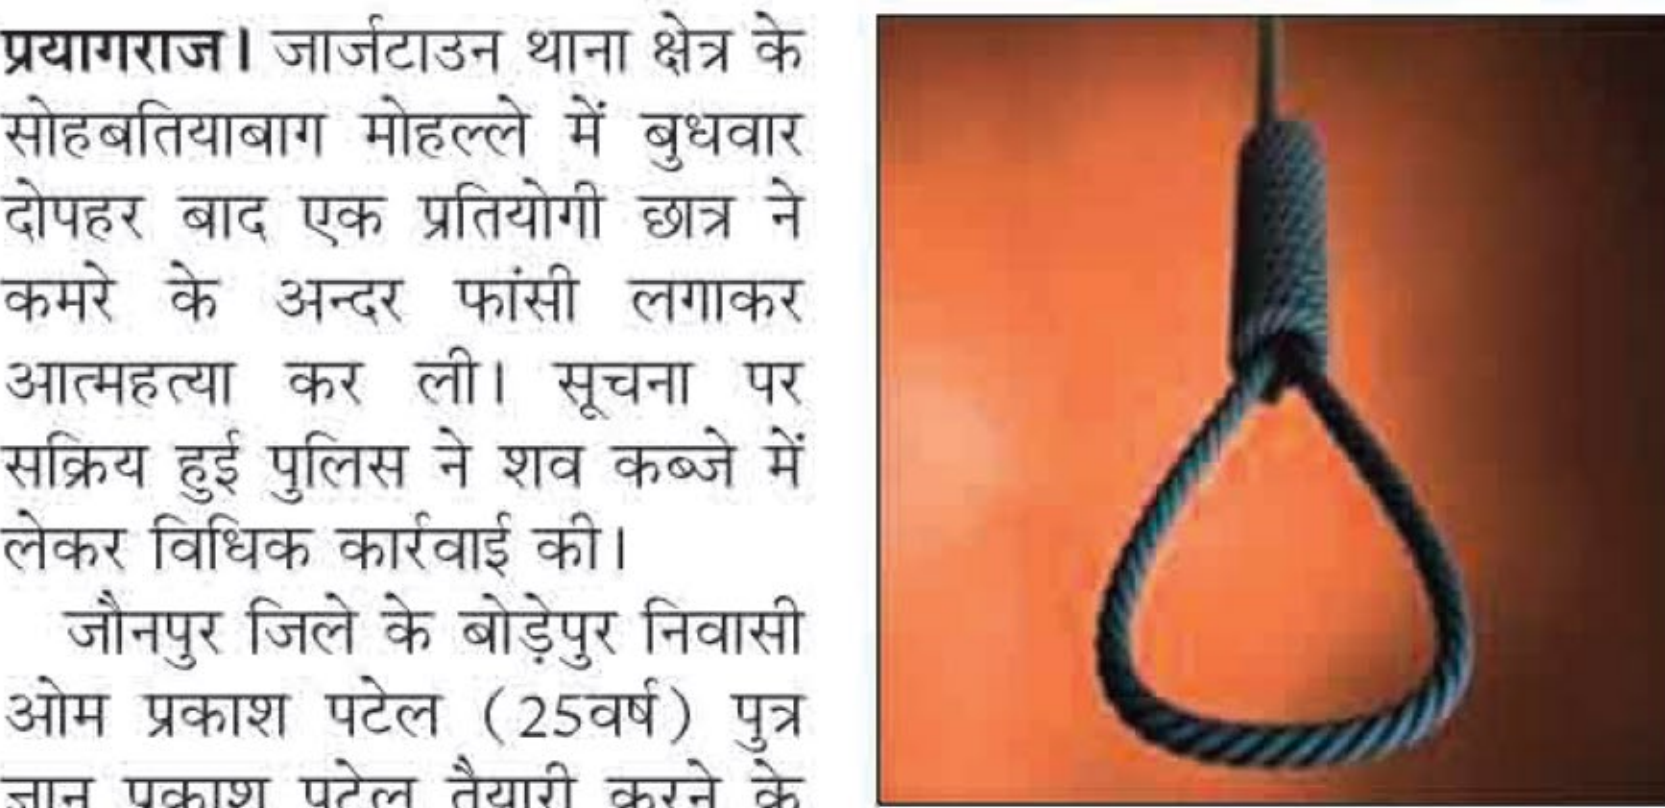 प्रयागराज। जार्जटाउन थाना क्षेत्र के
सोहबतियाबाग मोहल्ले में बुधवार
दोपहर बाद एक प्रतियोगी छात्र ने
कमरे के अन्दर फांसी लगाकर
आत्महत्या कर ली। सूचना पर
सक्रिय हुई पुलिस ने शव कब्जे में
लेकर विधिक कार्रवाई की।
जौनपुर जिले के बोड़ेपुर निवासी
ओम प्रकाश पटेल (25वर्ष) पुत्र
ज्ञान प्रकाश पटेल तैयारी करने के